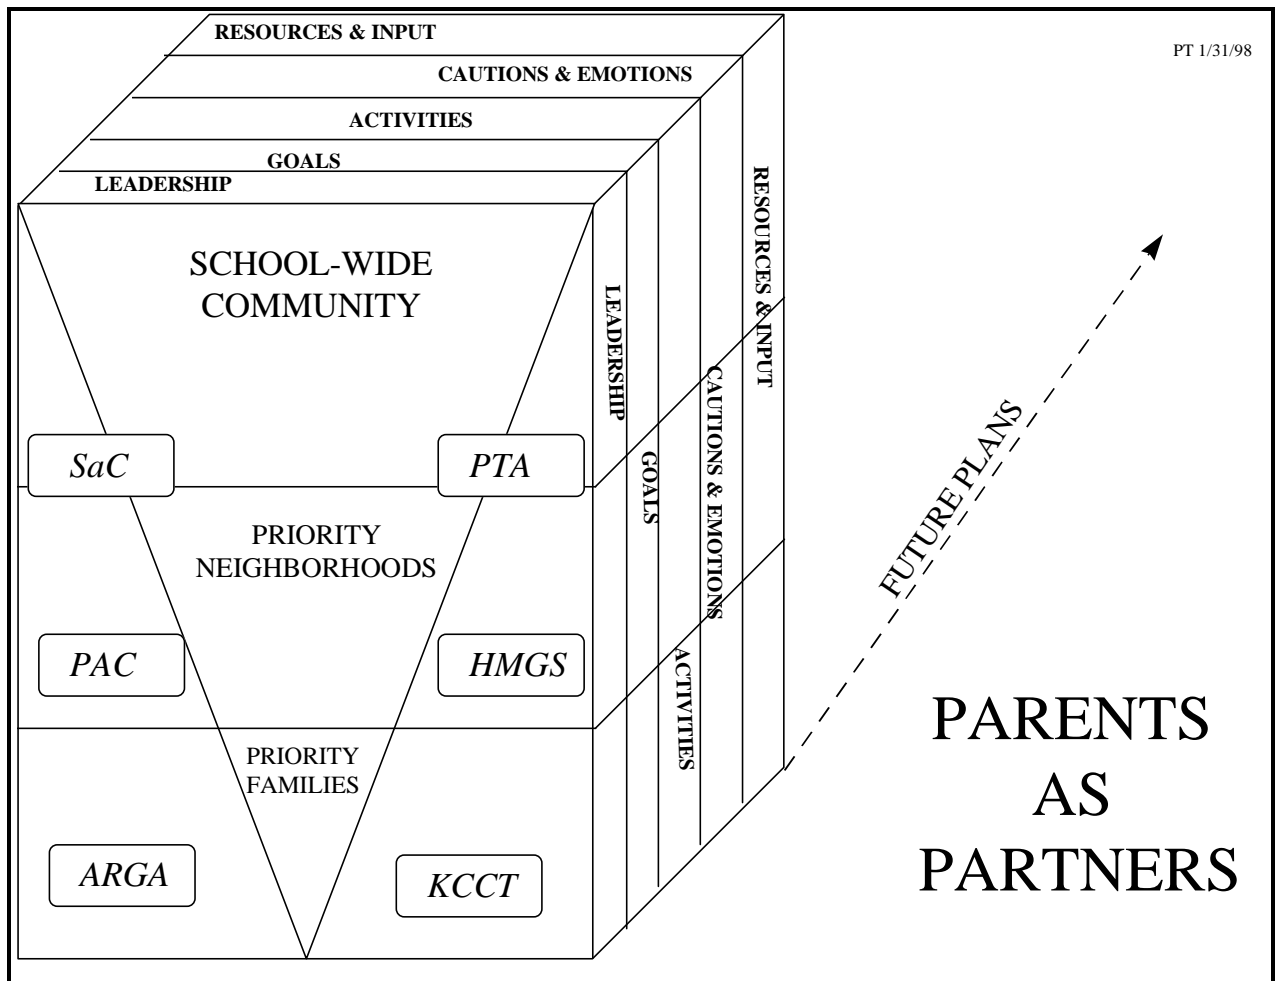 RESOURCES & INPUT
PT 1/31/98
CAUTIONS & EMOTIONS
ACTIVITIES
GOALS
LEADERSHIP
SCHOOL-WIDE
COMMUNITY
SaC
PTA
PRIORITY
NEIGHBORHOODS
PAC
HMGS
PRIORITY
FAMILIES
ARGA
KCCT
LEADERSHIP
GOALS
ACTIVITIES
CAUTIONS & EMOTIONS
RESOURCES & INPUT
FUTURE PLANS
PARENTS
AS
PARTNERS